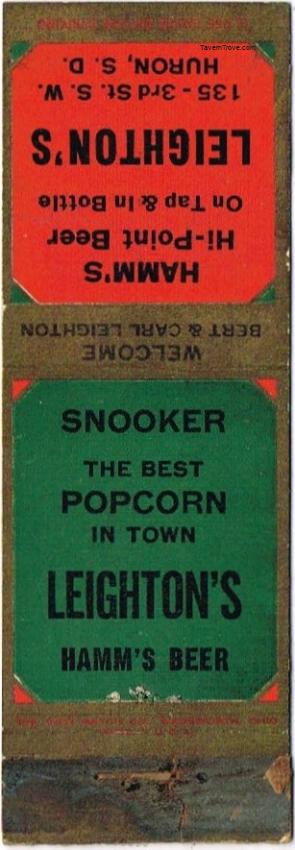 TavernTrove.com
HAMM'S
Hi-Point Beer
On Tap & In Bottle
LEIGHTON'S
135 - 3rd St. S. W.
HURON, S. D.
WELCOME
BERT & CARL LEIGHTON
SNOOKER
THE BEST
POPCORN
IN TOWN
LEIGHTON'S
HAMM'S BEER